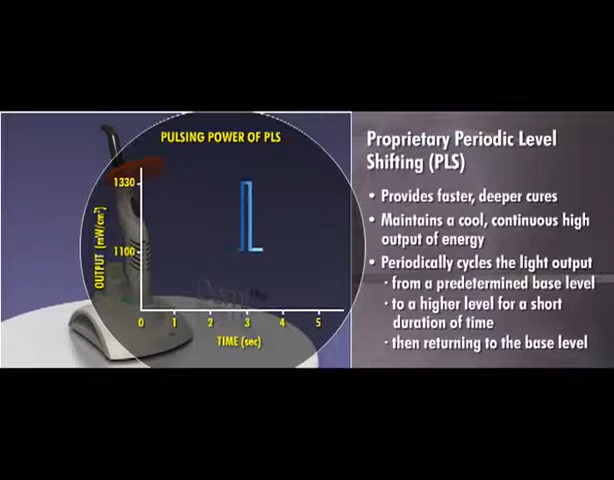 PULSING POWER OF PLS
1330
1100
OUTPUT (mW/cm²)
0 1 2 3 4 5
TIME (sec)
Proprietary Periodic Level
Shifting (PLS)
• Provides faster, deeper cures
• Maintains a cool, continuous high
output of energy
• Periodically cycles the light output
· from a predetermined base level
· to a higher level for a short
duration of time
· then returning to the base level